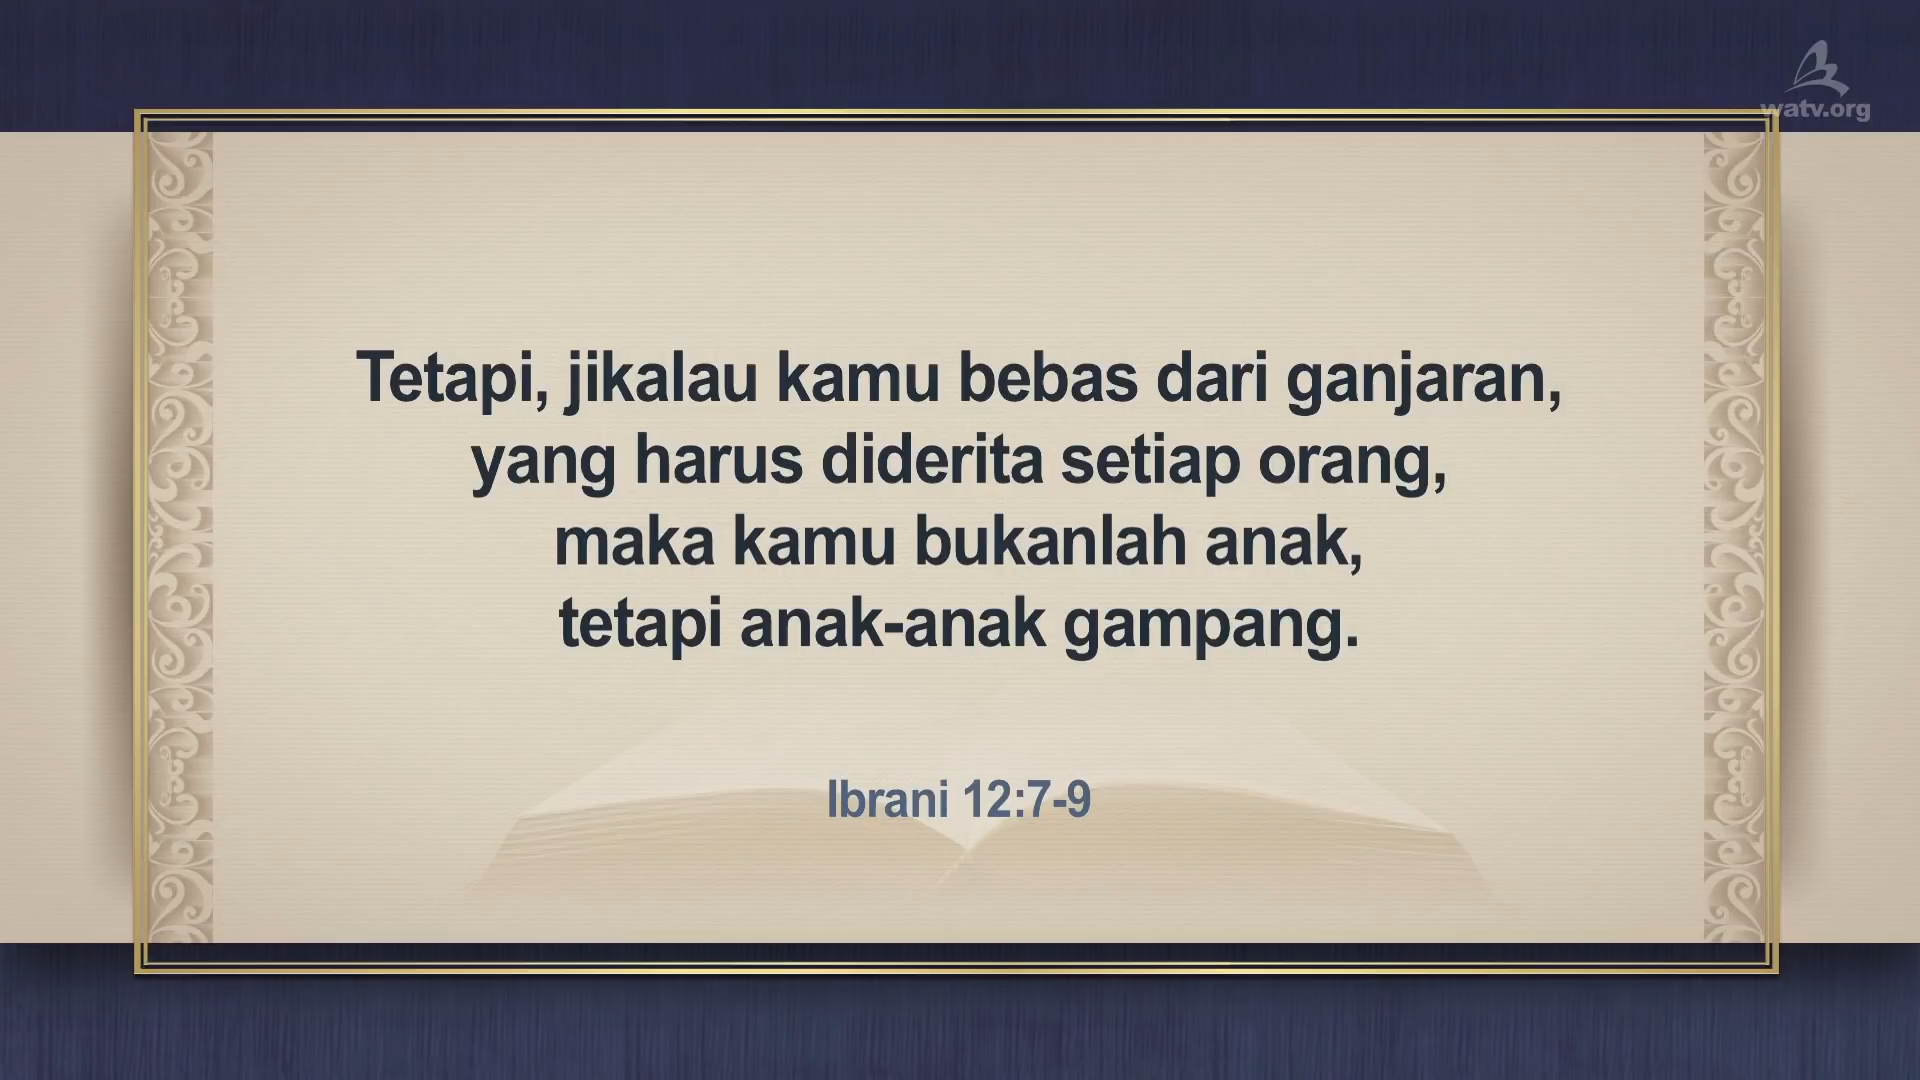 watv.org
Tetapi, jikalau kamu bebas dari ganjaran,
yang harus diderita setiap orang,
maka kamu bukanlah anak,
tetapi anak-anak gampang.
Ibrani 12:7-9